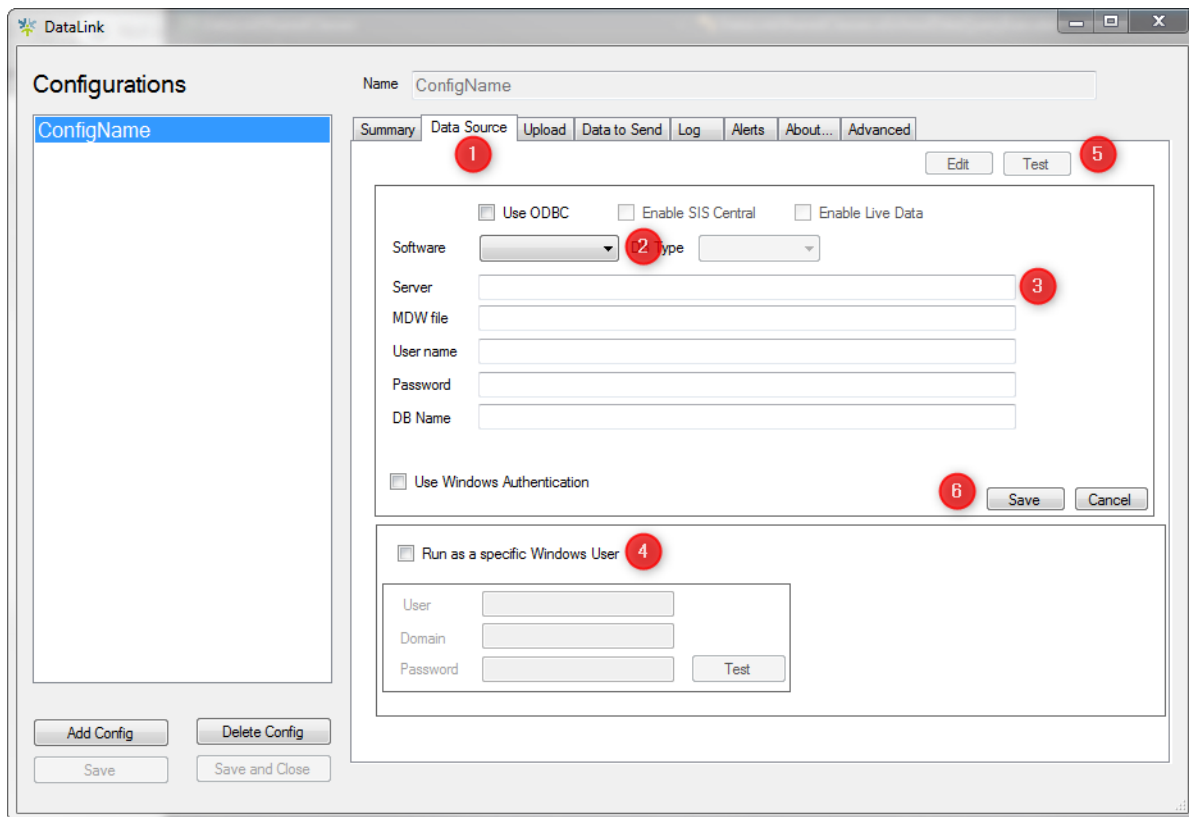 DataLink
Configurations
Name ConfigName
ConfigName
Summary Data Source Upload Data to Send Log Alerts About... Advanced
1
Edit Test 5
Use ODBC Enable SIS Central Enable Live Data
Software 2 Type
Server 3
MDW file
User name
Password
DB Name
Use Windows Authentication
6 Save Cancel
Run as a specific Windows User 4
User
Domain
Password Test
Add Config Delete Config
Save Save and Close